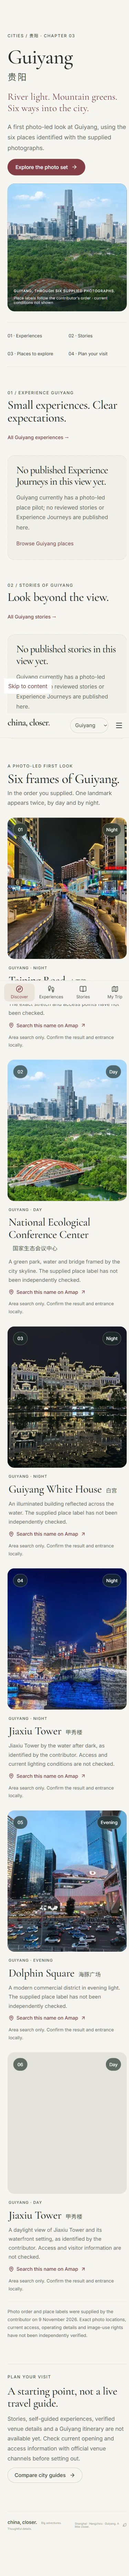 CITIES / 贵阳 · CHAPTER 03
Guiyang
贵阳
River light. Mountain greens.
Six ways into the city.
A first photo-led look at Guiyang, using the
six places identified with the supplied
photographs.
Explore the photo set →
GUIYANG, THROUGH SIX SUPPLIED PHOTOGRAPHS
Place labels follow the contributor's order · current
conditions not shown.
01 · Experiences
02 · Stories
03 · Places to explore
04 · Plan your visit
01 / EXPERIENCE GUIYANG
Small experiences. Clear
expectations.
All Guiyang experiences →
No published Experience
Journeys in this view yet.
Guiyang currently has a photo-led
place pilot; no reviewed stories or
Experience Journeys are published
here.
Browse Guiyang places
02 / STORIES OF GUIYANG
Look beyond the view.
All Guiyang stories →
No published stories in this
view yet.
Guiyang currently has a photo-led
Skip to content
reviewed stories or
Experience Journeys are published
here.
china, closer.
Guiyang
A PHOTO-LED FIRST LOOK
Six frames of Guiyang.
In the order you supplied. One landmark
appears twice, by day and by night.
01
Night
GUIYANG · NIGHT
been checked.
Discover
Experiences
Stories
My Trip
Search this name on Amap ↗
Area search only. Confirm the result and entrance
locally.
02
Day
GUIYANG · DAY
National Ecological
Conference Center
国家生态会议中心
A green park, water and bridge framed by the
city skyline. The supplied place label has not
been independently checked.
Search this name on Amap ↗
Area search only. Confirm the result and entrance
locally.
03
Night
GUIYANG · NIGHT
Guiyang White House 白宫
An illuminated building reflected across the
water. The supplied place label has not been
independently checked.
Search this name on Amap ↗
Area search only. Confirm the result and entrance
locally.
04
Night
GUIYANG · NIGHT
Jiaxiu Tower 甲秀楼
Jiaxiu Tower by the water after dark, as
identified by the contributor. Access and
current lighting conditions are not checked.
Search this name on Amap ↗
Area search only. Confirm the result and entrance
locally.
05
Evening
GUIYANG · EVENING
Dolphin Square 海豚广场
A modern commercial district in evening light.
The supplied place label has not been
independently checked.
Search this name on Amap ↗
Area search only. Confirm the result and entrance
locally.
06
Day
GUIYANG · DAY
Jiaxiu Tower 甲秀楼
A daylight view of Jiaxiu Tower and its
waterfront setting, as identified by the
contributor. Access and visitor information are
not checked.
Search this name on Amap ↗
Area search only. Confirm the result and entrance
locally.
Photo order and place labels were supplied by the
contributor on 9 November 2026. Exact photo locations,
current access, operating details and image-use rights
have not been independently verified.
PLAN YOUR VISIT
A starting point, not a live
travel guide.
Stories, self-guided experiences, verified
venue details and a Guiyang itinerary are not
yet available yet. Check current opening and
access information with official venue
channels before setting out.
Compare city guides →
china, closer.